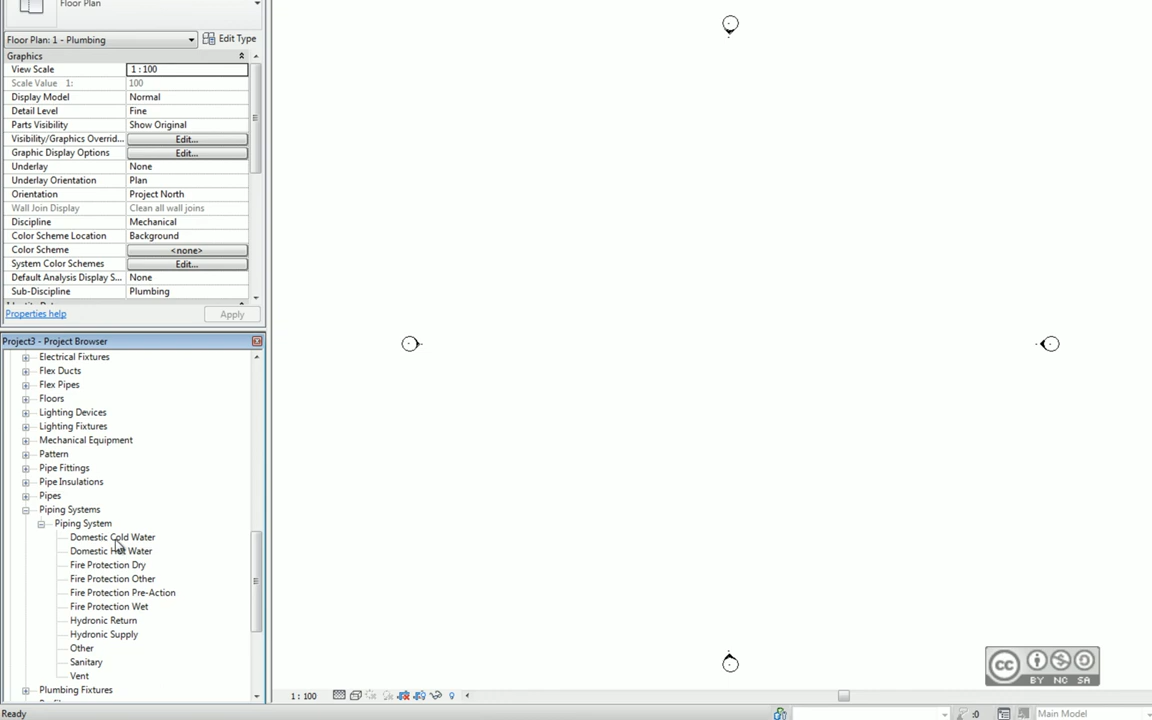 Floor Plan
Floor Plan: 1 - Plumbing
Edit Type
Graphics
View Scale 1 : 100
Scale Value 1: 100
Display Model Normal
Detail Level Fine
Parts Visibility Show Original
Visibility/Graphics Overrid... Edit...
Graphic Display Options Edit...
Underlay None
Underlay Orientation Plan
Orientation Project North
Wall Join Display Clean all wall joins
Discipline Mechanical
Color Scheme Location Background
Color Scheme <none>
System Color Schemes Edit...
Default Analysis Display S... None
Sub-Discipline Plumbing
Properties help
Apply
Project3 - Project Browser
Electrical Fixtures
Flex Ducts
Flex Pipes
Floors
Lighting Devices
Lighting Fixtures
Mechanical Equipment
Pattern
Pipe Fittings
Pipe Insulations
Pipes
Piping Systems
Piping System
Domestic Cold Water
Domestic Hot Water
Fire Protection Dry
Fire Protection Other
Fire Protection Pre-Action
Fire Protection Wet
Hydronic Return
Hydronic Supply
Other
Sanitary
Vent
Plumbing Fixtures
1 : 100
cc
BY NC SA
Ready
:0
Main Model